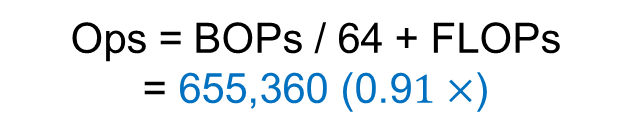 Ops = BOPs / 64 + FLOPs
= 655,360 (0.91 ×)